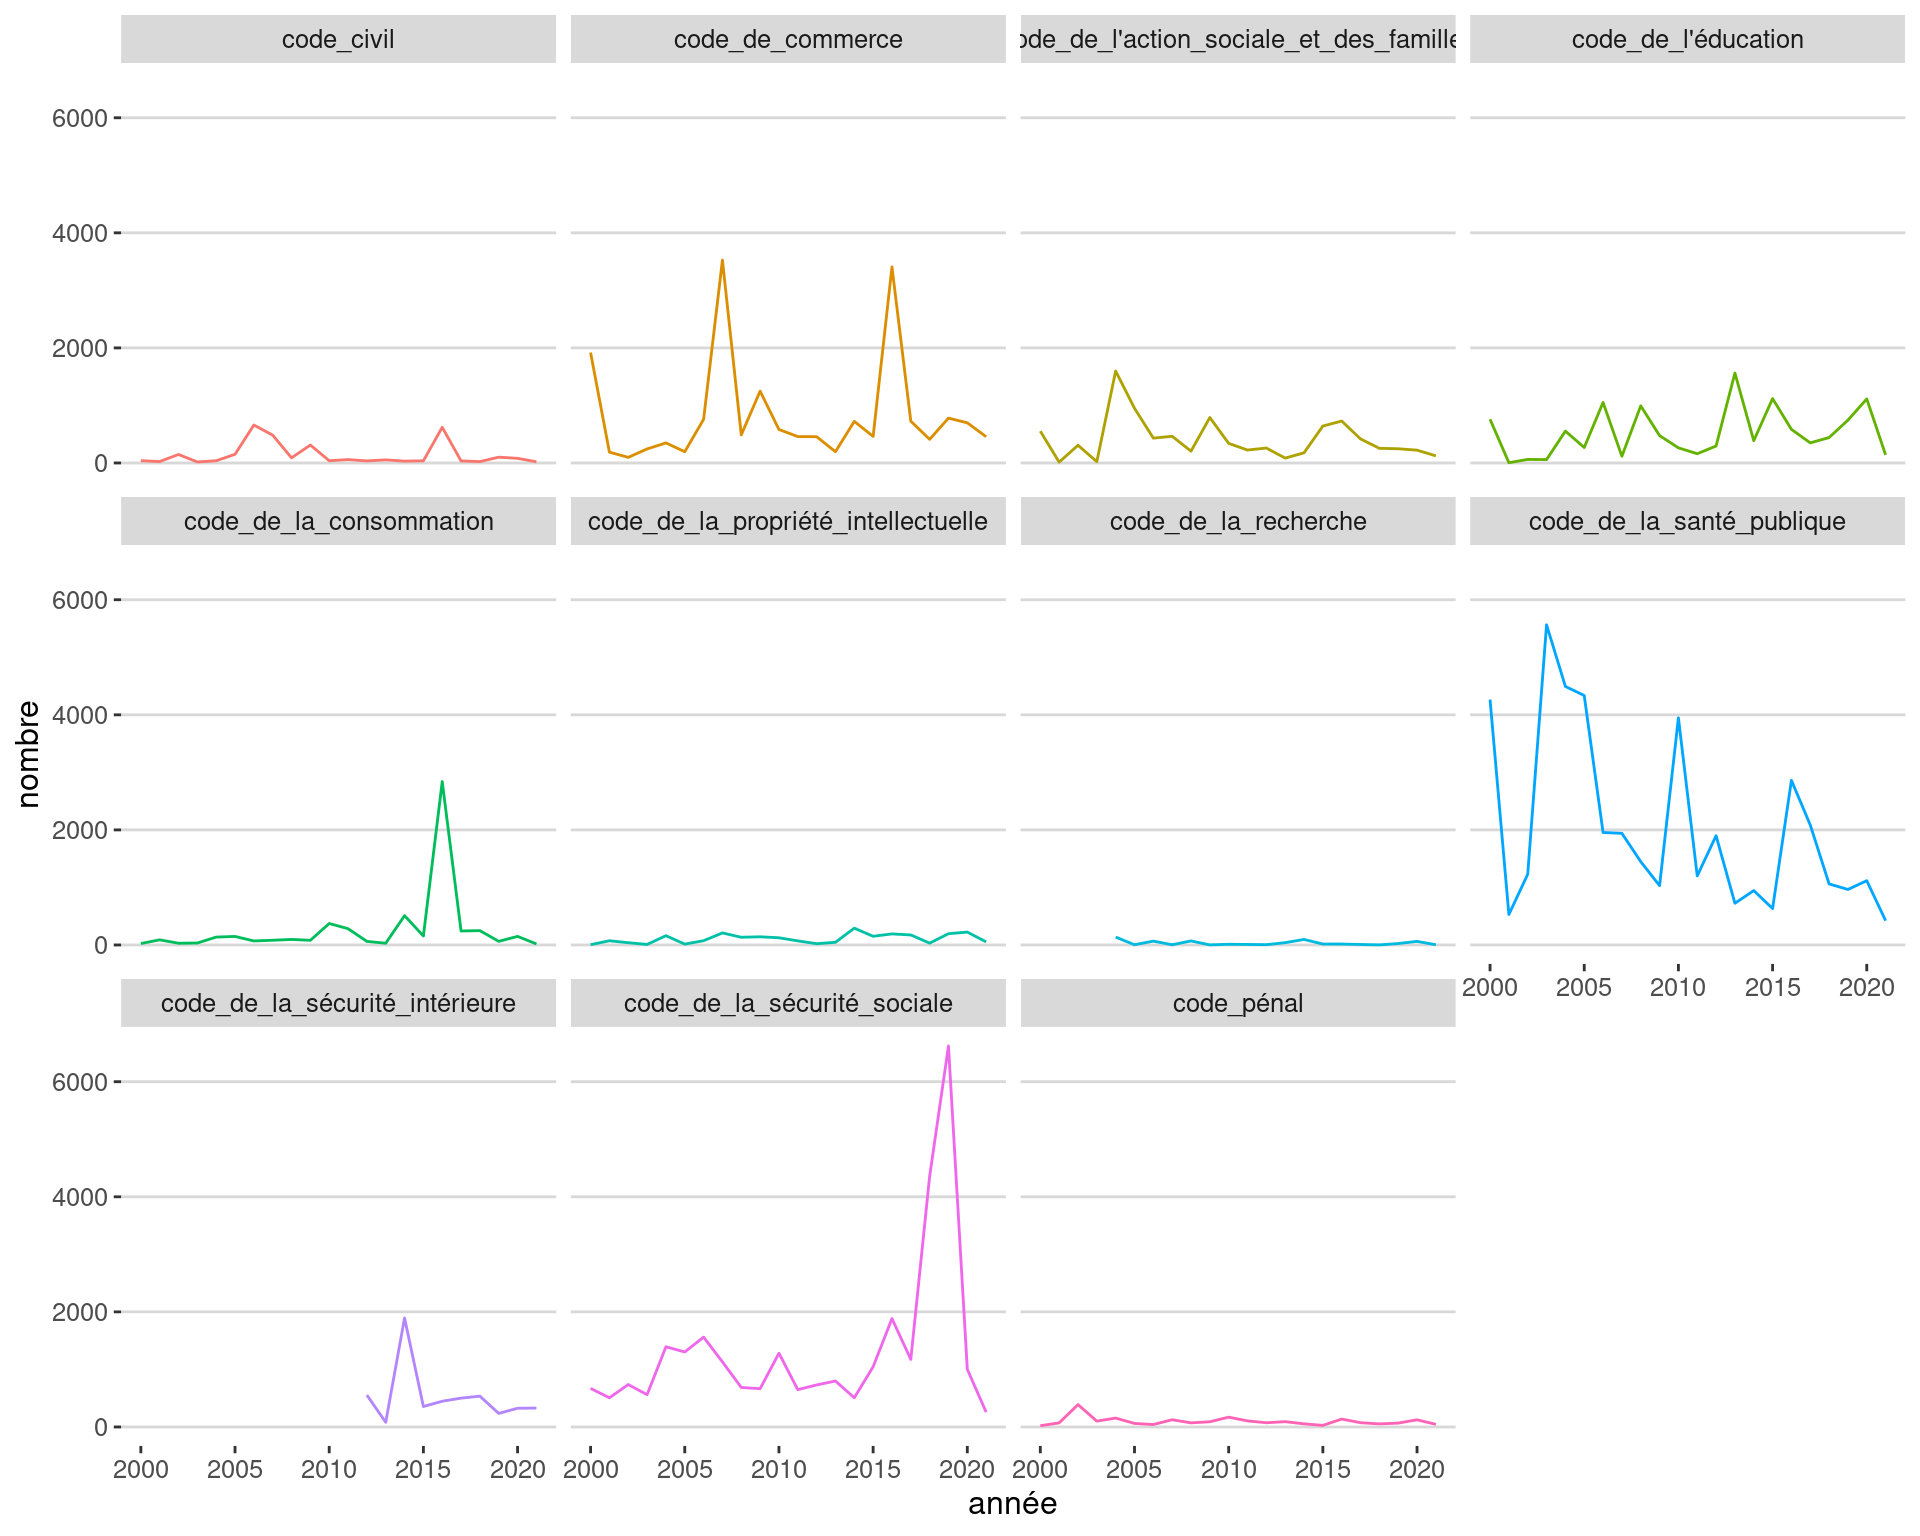 code_civil code_de_commerce ode_de_l'action_sociale_et_des_famille code_de_l'éducation
6000
4000
2000
0
code_de_la_consommation code_de_la_propriété_intellectuelle code_de_la_recherche code_de_la_santé_publique
6000
4000
2000
0
2000 2005 2010 2015 2020
code_de_la_sécurité_intérieure code_de_la_sécurité_sociale code_pénal
6000
4000
2000
0
2000 2005 2010 2015 2020 2000 2005 2010 2015 2020 2000 2005 2010 2015 2020
nombre
année